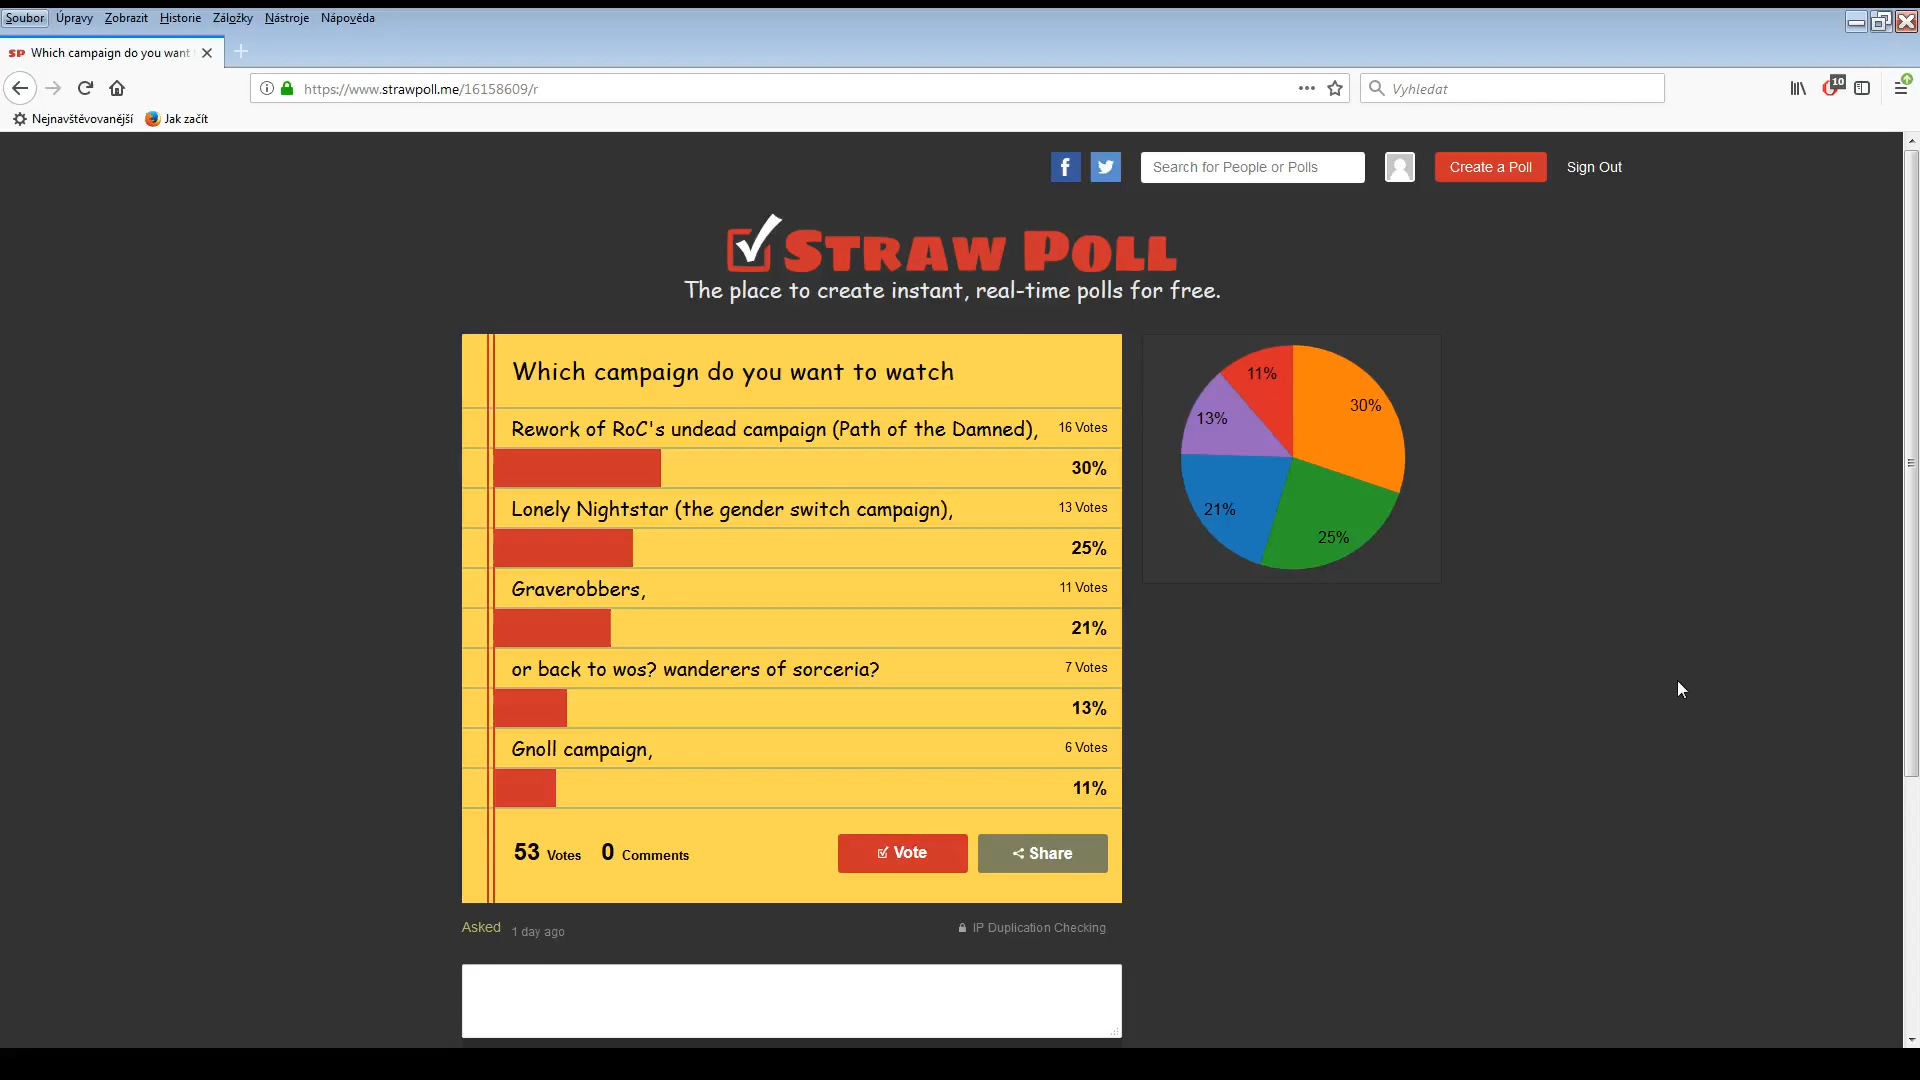 Soubor Úpravy Zobrazit Historie Záložky Nástroje Nápověda
SP Which campaign do you want
https://www.strawpoll.me/16158609/r
Vyhledat
10
Nejnavštěvovanější Jak začít
f
Search for People or Polls
Create a Poll
Sign Out
STRAW POLL
The place to create instant, real-time polls for free.
Which campaign do you want to watch
Rework of RoC's undead campaign (Path of the Damned), 16 Votes
30%
Lonely Nightstar (the gender switch campaign), 13 Votes
25%
Graverobbers, 11 Votes
21%
or back to wos? wanderers of sorceria? 7 Votes
13%
Gnoll campaign, 6 Votes
11%
53 Votes 0 Comments
Vote
Share
11%
30%
13%
21%
25%
Asked 1 day ago
IP Duplication Checking